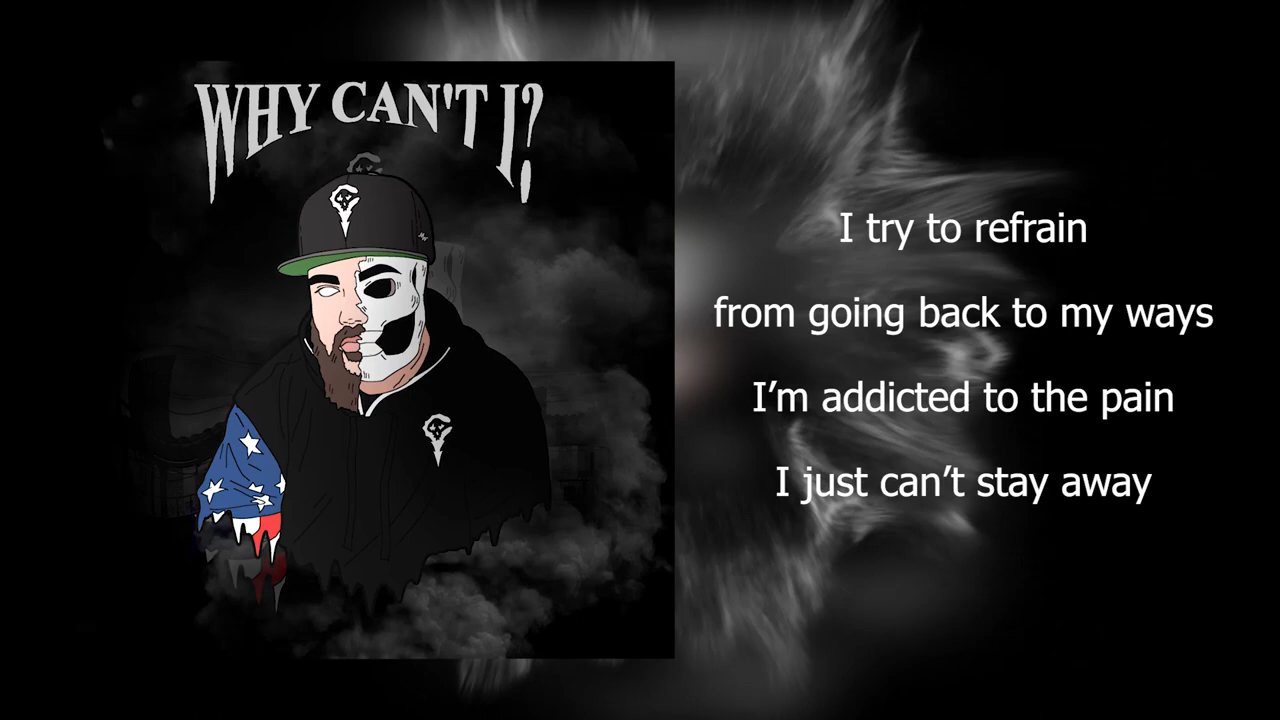 WHY CAN'T I?
I try to refrain
from going back to my ways
I’m addicted to the pain
I just can’t stay away